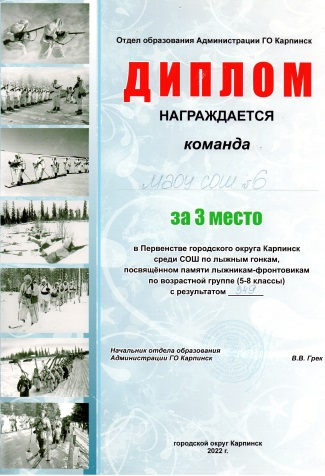 Отдел образования Администрации ГО Карпинск
ДИПЛОМ
НАГРАЖДАЕТСЯ
команда
МАОУ СОШ №6
за 3 место
в Первенстве городского округа Карпинск
среди СОШ по лыжным гонкам,
посвящённом памяти лыжникам-фронтовикам
по возрастной группе (5-8 классы)
с результатом
Начальник отдела образования
Администрации ГО Карпинск В.В. Грек
городской округ Карпинск
2022 г.